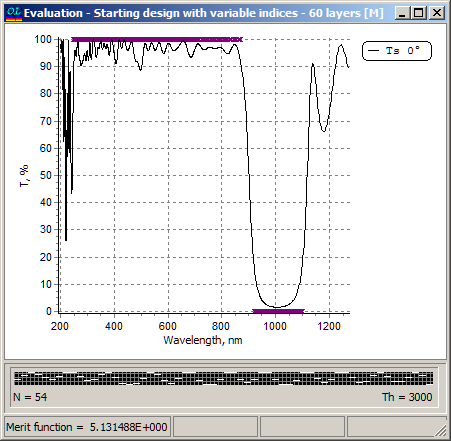 OL Evaluation - Starting design with variable indices - 60 layers [M]
Ts 0°
100
90
80
70
60
50
40
30
20
10
0
T, %
200 400 600 800 1000 1200
Wavelength, nm
N = 54 Th = 3000
Merit function = 5.131488E+000